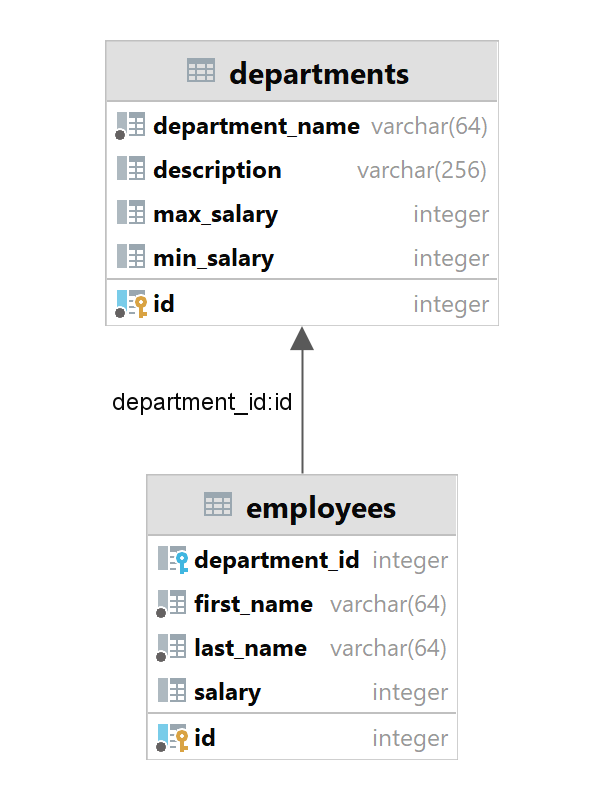 departments
department_name varchar(64)
description varchar(256)
max_salary integer
min_salary integer
id integer
department_id:id
employees
department_id integer
first_name varchar(64)
last_name varchar(64)
salary integer
id integer